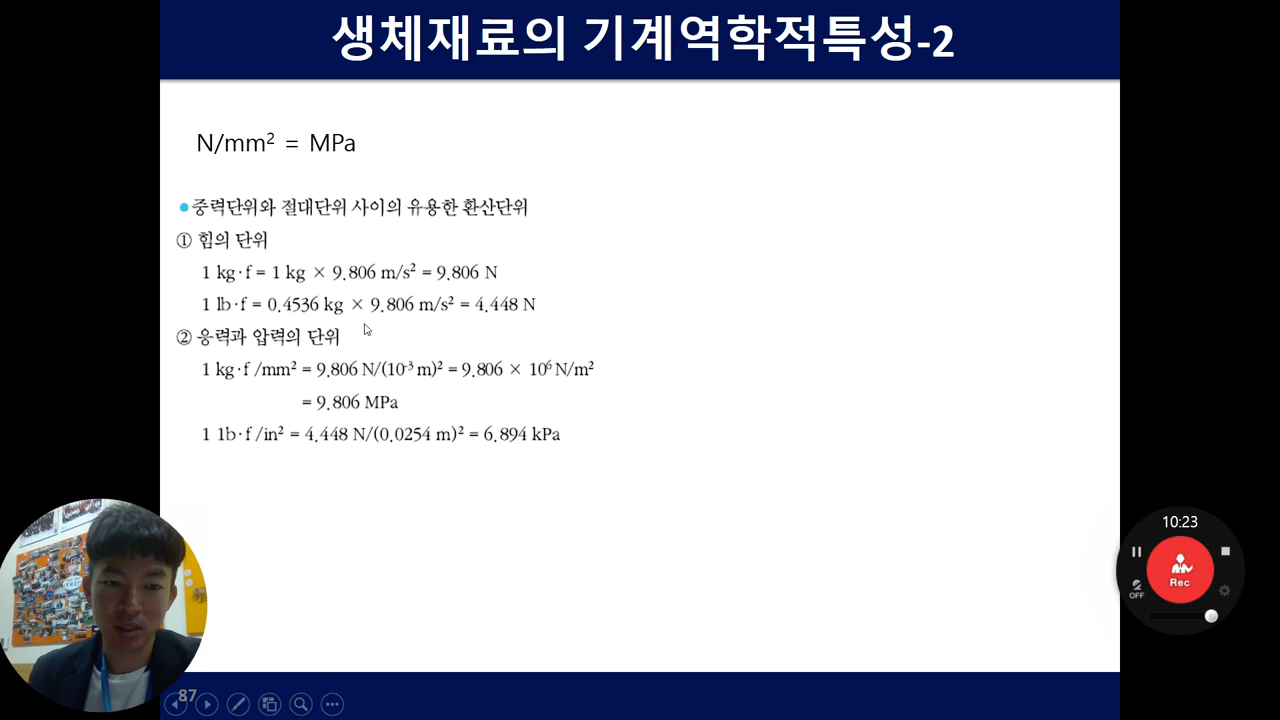 생체재료의 기계역학적특성-2
N/mm² = MPa
●중력단위와 절대단위 사이의 유용한 환산단위
① 힘의 단위
1 kg·f = 1 kg × 9.806 m/s² = 9.806 N
1 lb·f = 0.4536 kg × 9.806 m/s² = 4.448 N
② 응력과 압력의 단위
1 kg·f /mm² = 9.806 N/(10⁻³ m)² = 9.806 × 10⁶ N/m²
= 9.806 MPa
1 1b·f /in² = 4.448 N/(0.0254 m)² = 6.894 kPa
10:23
Rec
OFF
87